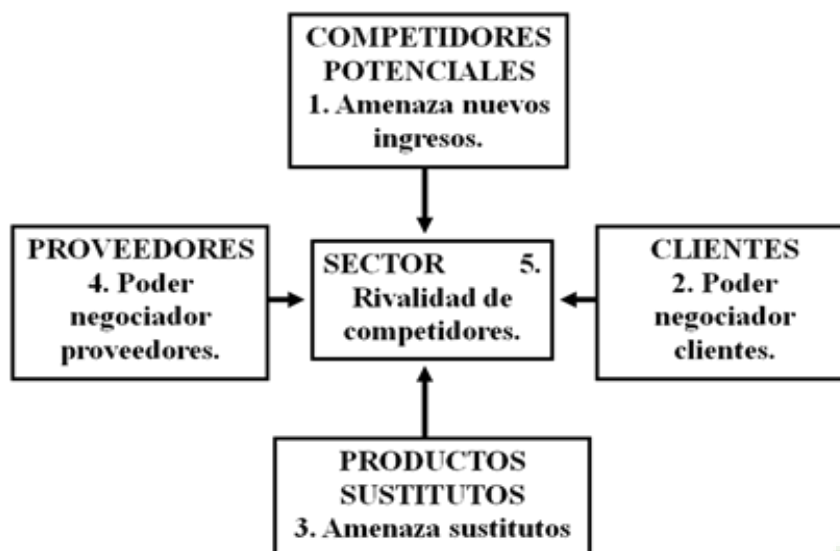 COMPETIDORES
POTENCIALES
1. Amenaza nuevos
ingresos.
PROVEEDORES
4. Poder
negociador
proveedores.
SECTOR 5.
Rivalidad de
competidores.
CLIENTES
2. Poder
negociador
clientes.
PRODUCTOS
SUSTITUTOS
3. Amenaza sustitutos